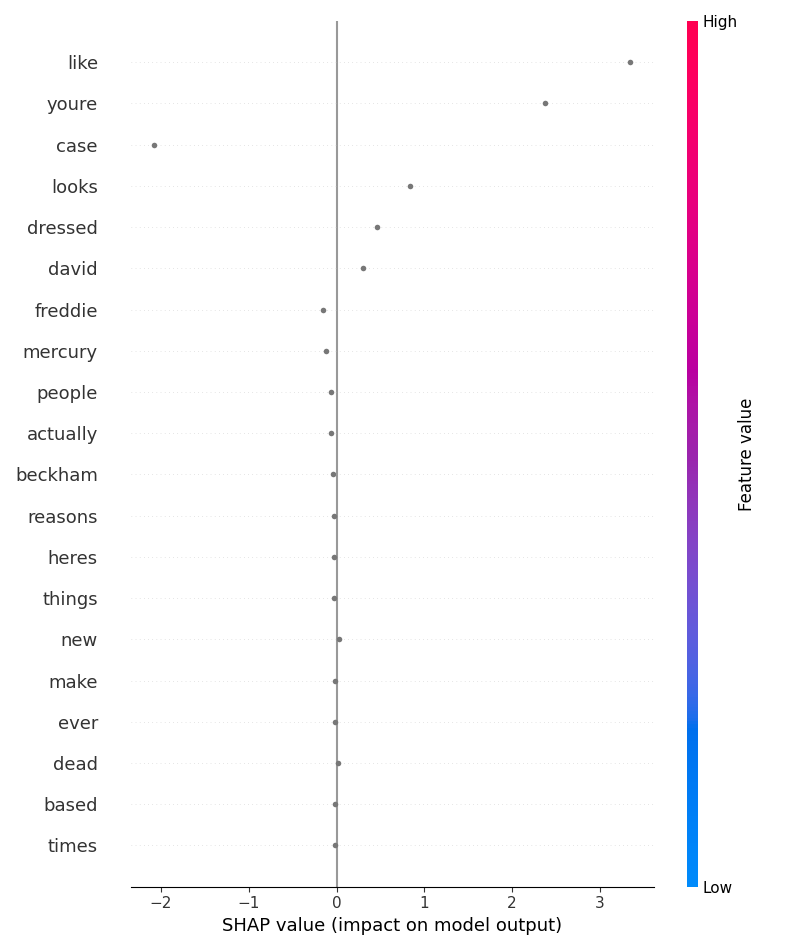 High
like
youre
case
looks
dressed
david
freddie
mercury
people
actually
beckham
reasons
heres
things
new
make
ever
dead
based
times
Feature value
Low
−2 −1 0 1 2 3
SHAP value (impact on model output)